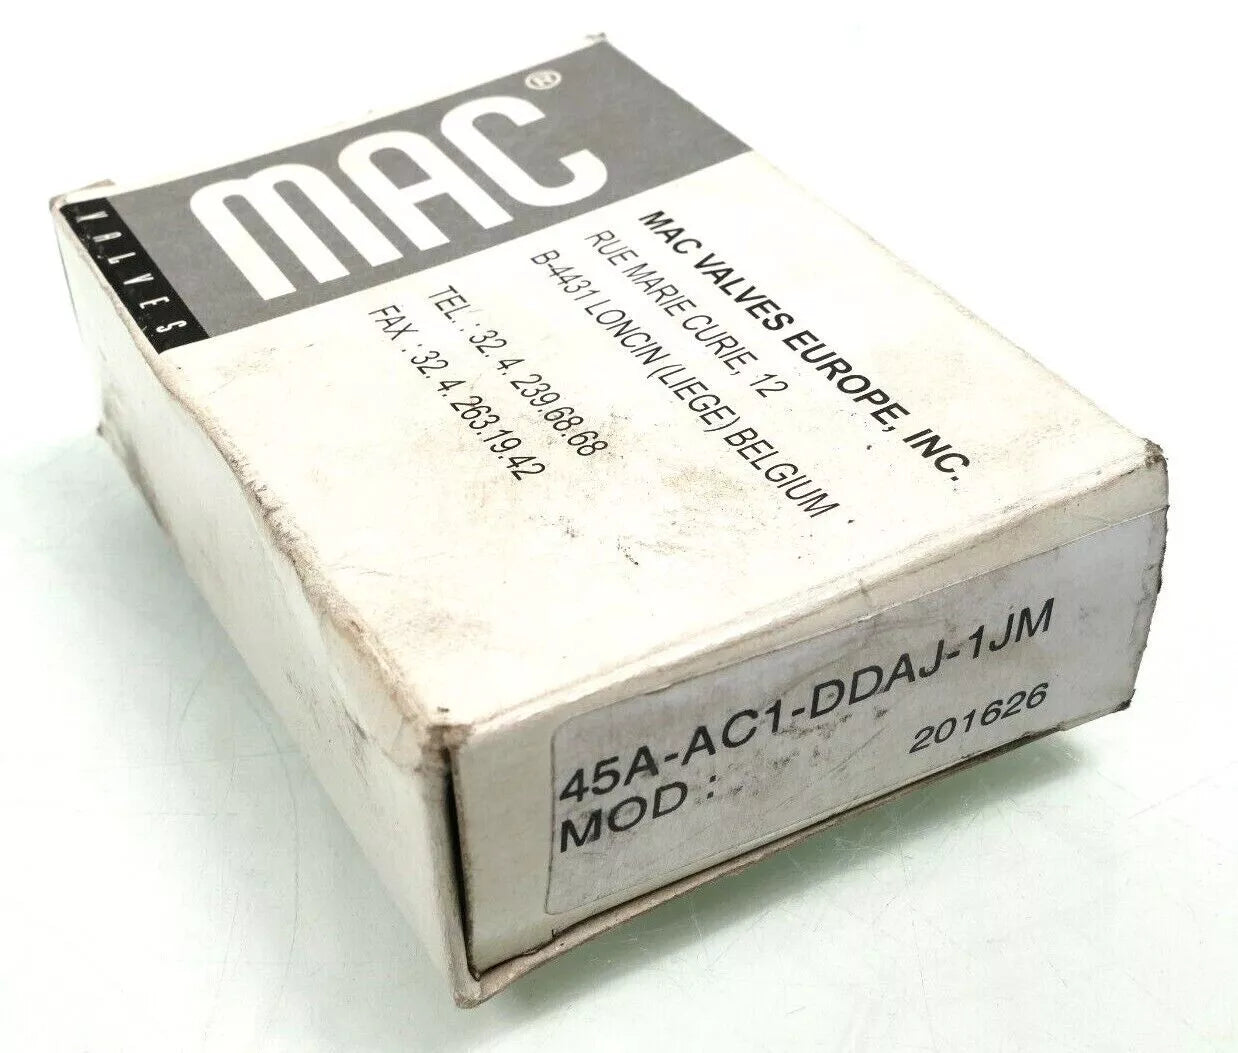 MAC®
VALVES
MAC VALVES EUROPE, INC.
RUE MARIE CURIE, 12
B-4431 LONCIN (LIEGE) BELGIUM
TEL. : 32. 4. 239.68.68
FAX : 32. 4. 263.19.42
45A-AC1-DDAJ-1JM
MOD :
201626